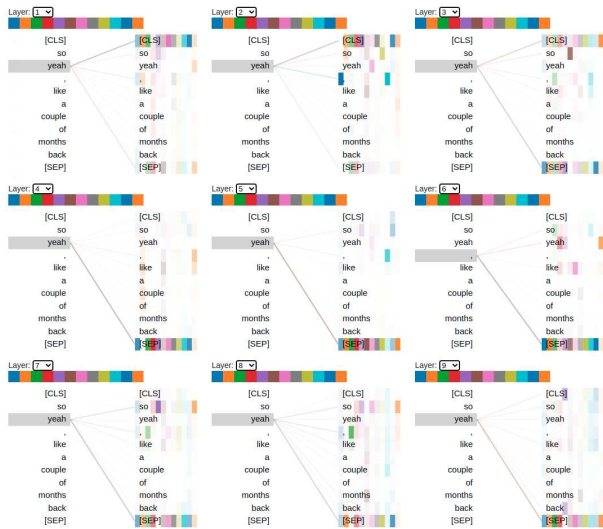 Layer: 1
[CLS] [CLS]
so so
yeah yeah
, ,
like like
a a
couple couple
of of
months months
back back
[SEP] [SEP]
Layer: 2
[CLS] [CLS]
so so
yeah yeah
, ,
like like
a a
couple couple
of of
months months
back back
[SEP] [SEP]
Layer: 3
[CLS] [CLS]
so so
yeah yeah
, ,
like like
a a
couple couple
of of
months months
back back
[SEP] [SEP]
Layer: 4
[CLS] [CLS]
so so
yeah yeah
, ,
like like
a a
couple couple
of of
months months
back back
[SEP] [SEP]
Layer: 5
[CLS] [CLS]
so so
yeah yeah
, ,
like like
a a
couple couple
of of
months months
back back
[SEP] [SEP]
Layer: 6
[CLS] [CLS]
so so
yeah yeah
, ,
like like
a a
couple couple
of of
months months
back back
[SEP] [SEP]
Layer: 7
[CLS] [CLS]
so so
yeah yeah
, ,
like like
a a
couple couple
of of
months months
back back
[SEP] [SEP]
Layer: 8
[CLS] [CLS]
so so
yeah yeah
, ,
like like
a a
couple couple
of of
months months
back back
[SEP] [SEP]
Layer: 9
[CLS] [CLS]
so so
yeah yeah
, ,
like like
a a
couple couple
of of
months months
back back
[SEP] [SEP]